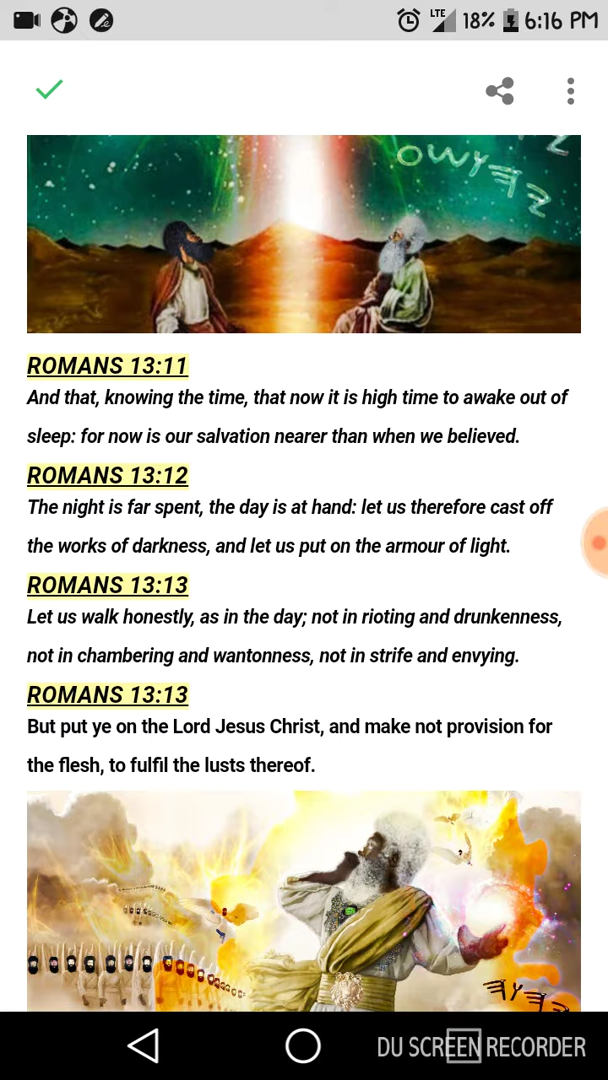 LTE 18% 6:16 PM
ROMANS 13:11
And that, knowing the time, that now it is high time to awake out of
sleep: for now is our salvation nearer than when we believed.
ROMANS 13:12
The night is far spent, the day is at hand: let us therefore cast off
the works of darkness, and let us put on the armour of light.
ROMANS 13:13
Let us walk honestly, as in the day; not in rioting and drunkenness,
not in chambering and wantonness, not in strife and envying.
ROMANS 13:13
But put ye on the Lord Jesus Christ, and make not provision for
the flesh, to fulfil the lusts thereof.
DU SCREEN RECORDER